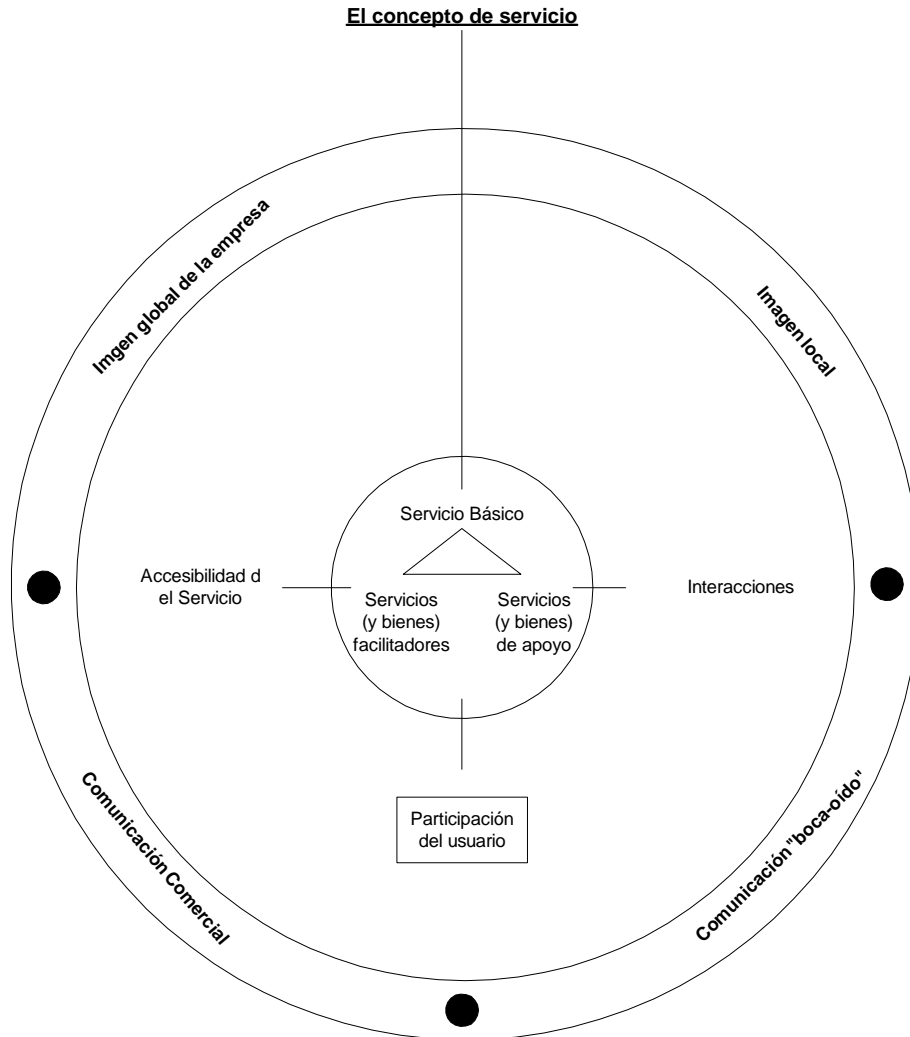 El concepto de servicio
Imgen global de la empresa
Imagen local
Servicio Básico
Accesibilidad d
el Servicio
Servicios
(y bienes)
facilitadores
Servicios
(y bienes)
de apoyo
Interacciones
Participación
del usuario
Comunicación Comercial
Comunicación "boca-oído"